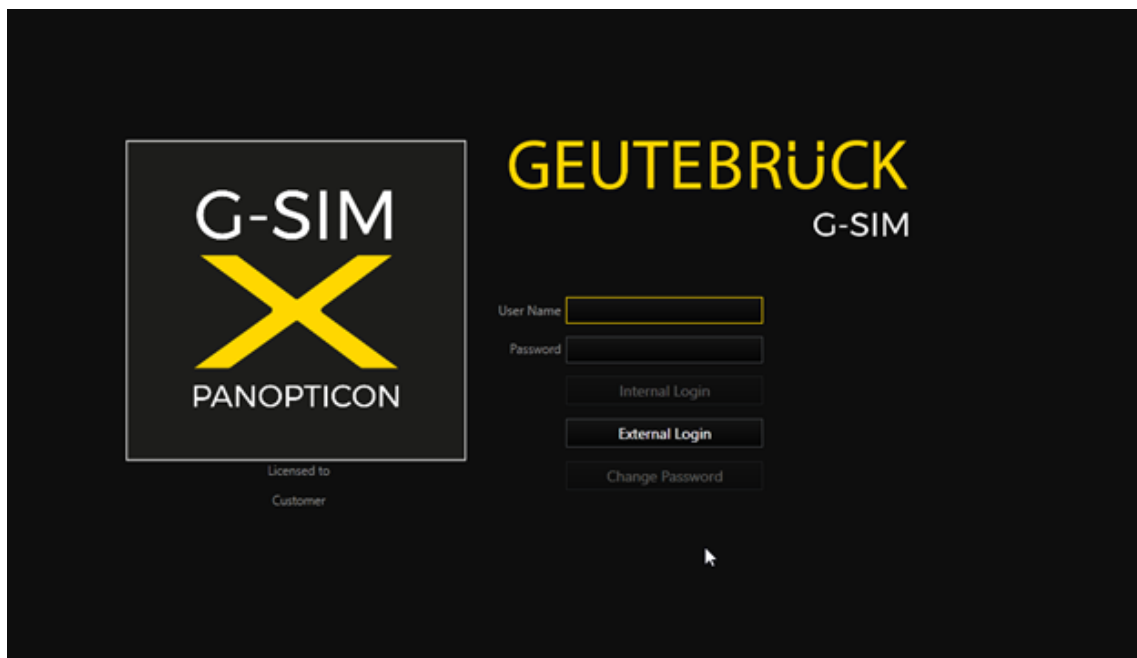 G-SIM
X
PANOPTICON
Licensed to
Customer
GEUTEBRÜCK
G-SIM
User Name
Password
Internal Login
External Login
Change Password